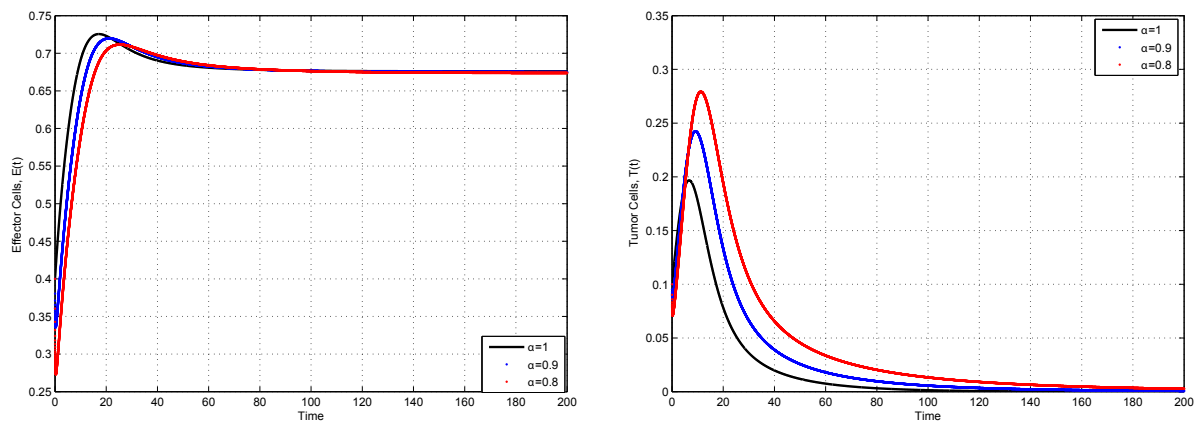 0.75
0.7
0.65
0.6
0.55
0.5
0.45
0.4
0.35
0.3
0.25
Effector Cells, E(t)
0 20 40 60 80 100 120 140 160 180 200
Time
α=1
α=0.9
α=0.8
0.35
0.3
0.25
0.2
0.15
0.1
0.05
0
Tumor Cells, T(t)
0 20 40 60 80 100 120 140 160 180 200
Time
α=1
α=0.9
α=0.8